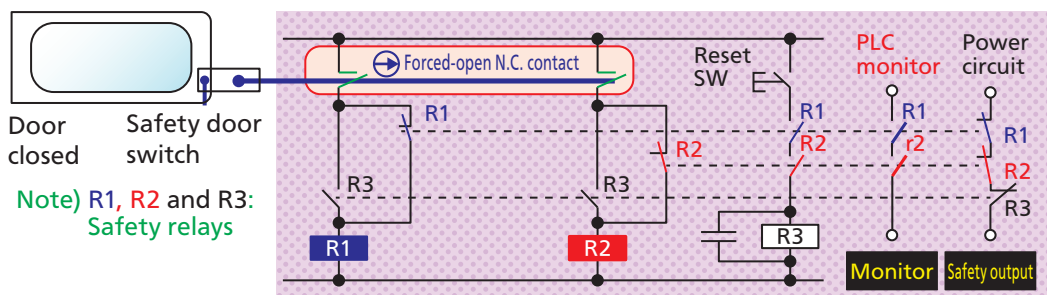 Door
closed
Safety door
switch
Note) R1, R2 and R3:
Safety relays
Forced-open N.C. contact
R1
R3
R1
R2
R3
R2
Reset
SW
R1
R2
R3
PLC
monitor
R1
r2
Monitor
Power
circuit
R1
R2
R3
Safety output